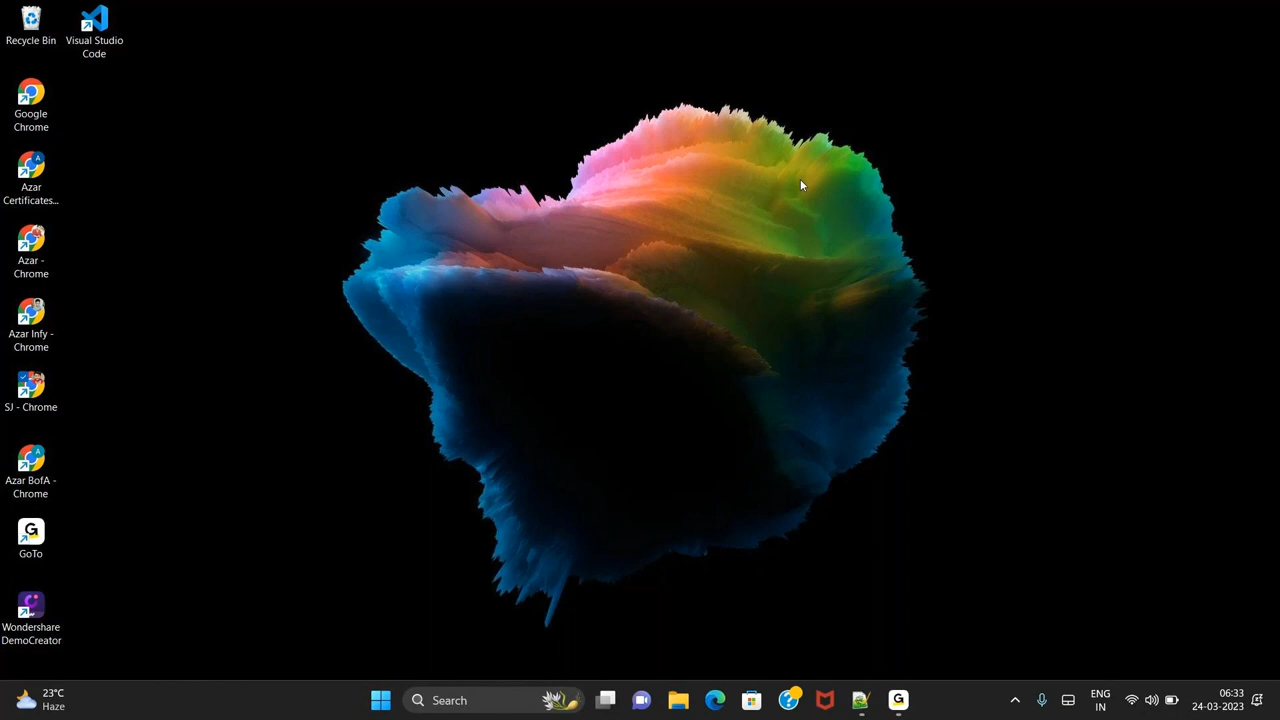 Recycle Bin
Visual Studio
Code
Google
Chrome
Azar
Certificates...
Azar -
Chrome
Azar Infy -
Chrome
SJ - Chrome
Azar BofA -
Chrome
GoTo
Wondershare
DemoCreator
23°C
Haze
Search
ENG
IN
06:33
24-03-2023